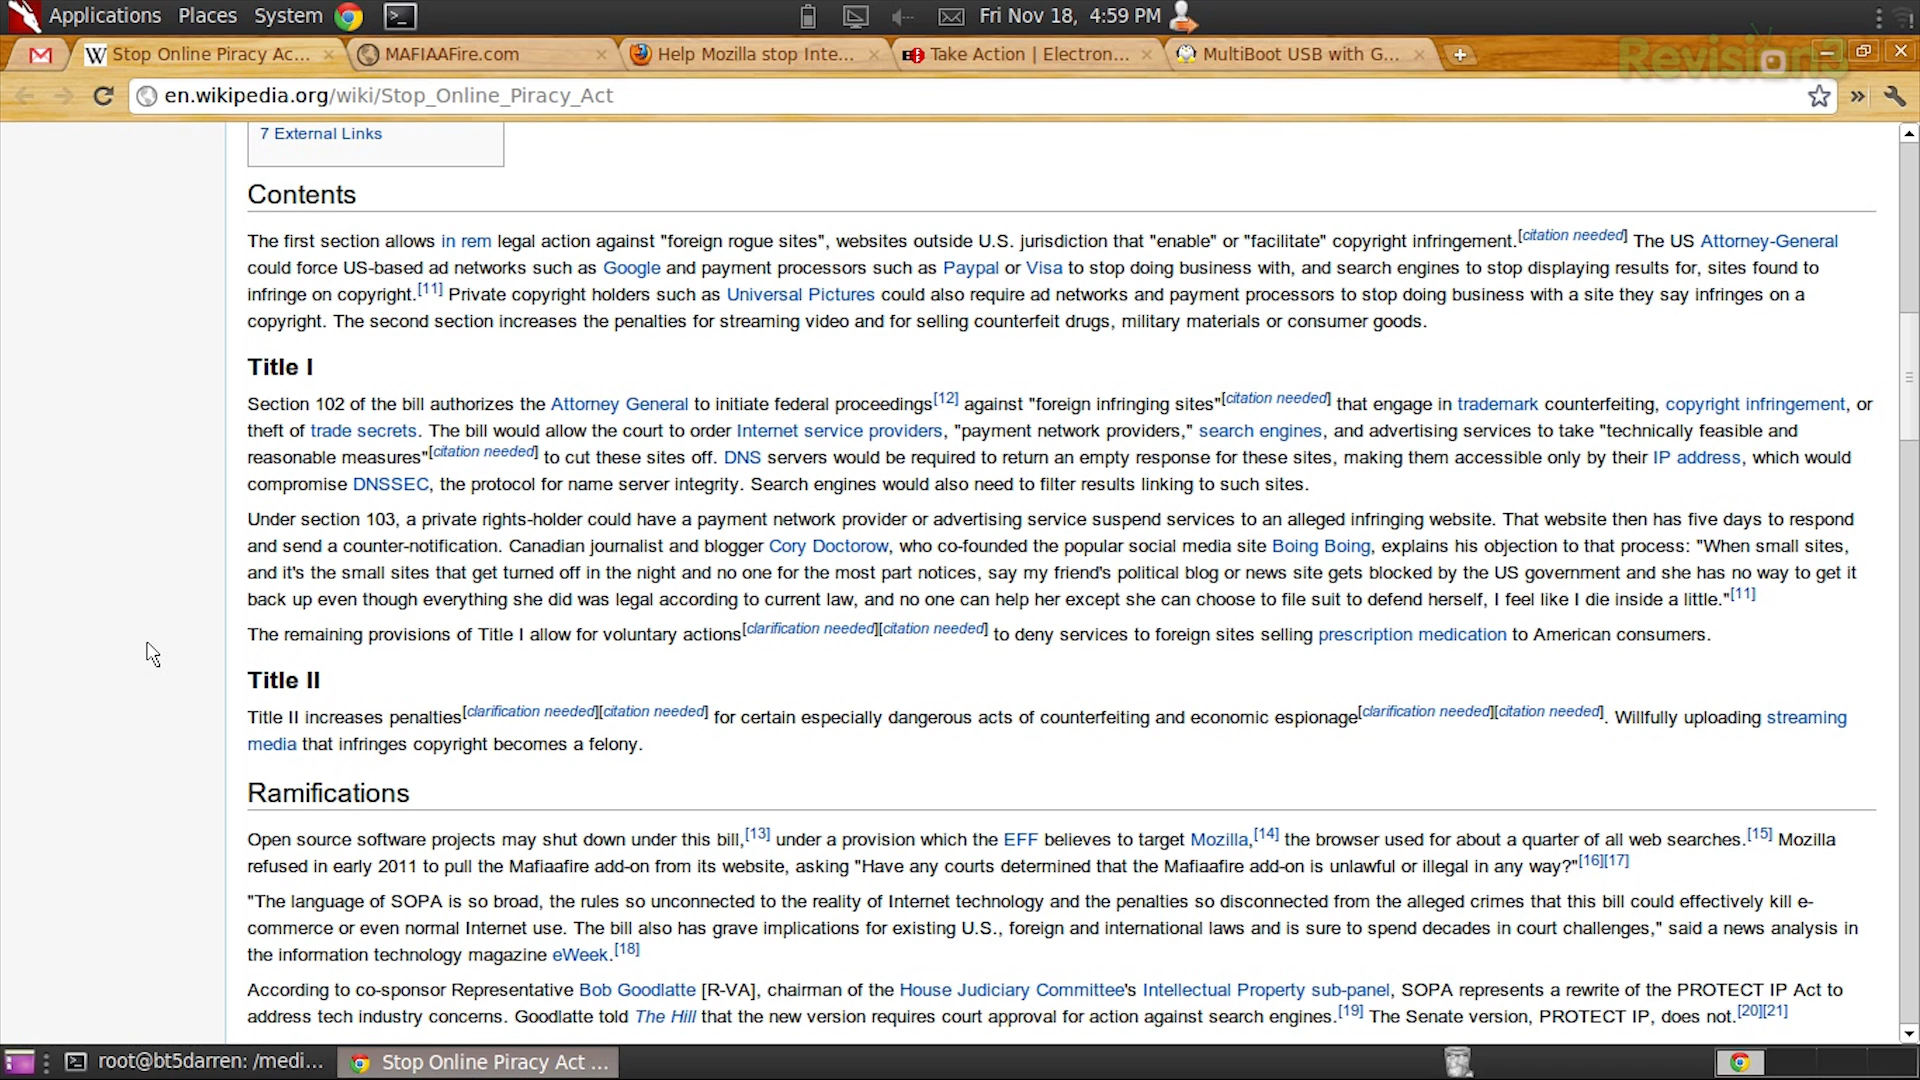 Applications Places System Fri Nov 18, 4:59 PM
Stop Online Piracy Ac... MAFIAAFire.com Help Mozilla stop Inte... Take Action | Electron... MultiBoot USB with G... Revision3
en.wikipedia.org/wiki/Stop_Online_Piracy_Act
7 External Links
Contents
The first section allows in rem legal action against "foreign rogue sites", websites outside U.S. jurisdiction that "enable" or "facilitate" copyright infringement.[citation needed] The US Attorney-General
could force US-based ad networks such as Google and payment processors such as Paypal or Visa to stop doing business with, and search engines to stop displaying results for, sites found to
infringe on copyright.[11] Private copyright holders such as Universal Pictures could also require ad networks and payment processors to stop doing business with a site they say infringes on a
copyright. The second section increases the penalties for streaming video and for selling counterfeit drugs, military materials or consumer goods.
Title I
Section 102 of the bill authorizes the Attorney General to initiate federal proceedings[12] against "foreign infringing sites"[citation needed] that engage in trademark counterfeiting, copyright infringement, or
theft of trade secrets. The bill would allow the court to order Internet service providers, "payment network providers," search engines, and advertising services to take "technically feasible and
reasonable measures"[citation needed] to cut these sites off. DNS servers would be required to return an empty response for these sites, making them accessible only by their IP address, which would
compromise DNSSEC, the protocol for name server integrity. Search engines would also need to filter results linking to such sites.
Under section 103, a private rights-holder could have a payment network provider or advertising service suspend services to an alleged infringing website. That website then has five days to respond
and send a counter-notification. Canadian journalist and blogger Cory Doctorow, who co-founded the popular social media site Boing Boing, explains his objection to that process: "When small sites,
and it's the small sites that get turned off in the night and no one for the most part notices, say my friend's political blog or news site gets blocked by the US government and she has no way to get it
back up even though everything she did was legal according to current law, and no one can help her except she can choose to file suit to defend herself, I feel like I die inside a little."[11]
The remaining provisions of Title I allow for voluntary actions[clarification needed][citation needed] to deny services to foreign sites selling prescription medication to American consumers.
Title II
Title II increases penalties[clarification needed][citation needed] for certain especially dangerous acts of counterfeiting and economic espionage[clarification needed][citation needed]. Willfully uploading streaming
media that infringes copyright becomes a felony.
Ramifications
Open source software projects may shut down under this bill,[13] under a provision which the EFF believes to target Mozilla,[14] the browser used for about a quarter of all web searches.[15] Mozilla
refused in early 2011 to pull the Mafiaafire add-on from its website, asking "Have any courts determined that the Mafiaafire add-on is unlawful or illegal in any way?"[16][17]
"The language of SOPA is so broad, the rules so unconnected to the reality of Internet technology and the penalties so disconnected from the alleged crimes that this bill could effectively kill e-
commerce or even normal Internet use. The bill also has grave implications for existing U.S., foreign and international laws and is sure to spend decades in court challenges," said a news analysis in
the information technology magazine eWeek.[18]
According to co-sponsor Representative Bob Goodlatte [R-VA], chairman of the House Judiciary Committee's Intellectual Property sub-panel, SOPA represents a rewrite of the PROTECT IP Act to
address tech industry concerns. Goodlatte told The Hill that the new version requires court approval for action against search engines.[19] The Senate version, PROTECT IP, does not.[20][21]
root@bt5darren: /medi... Stop Online Piracy Act ...